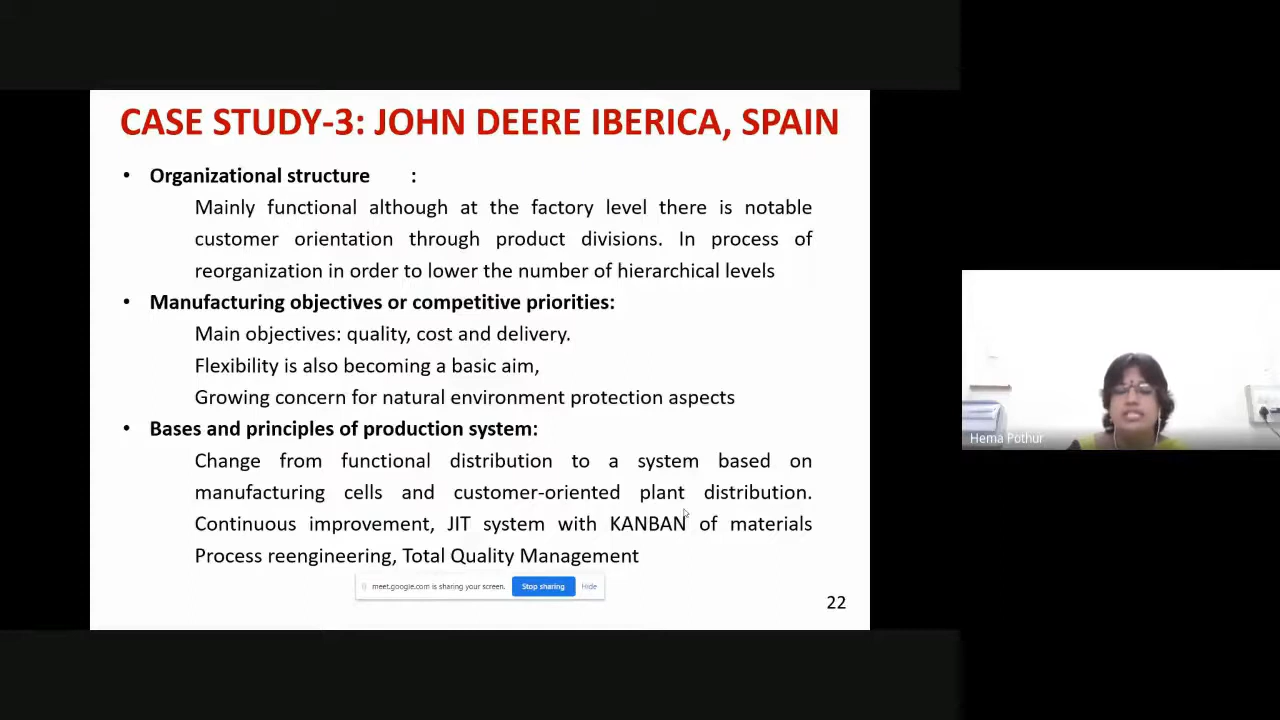 CASE STUDY-3: JOHN DEERE IBERICA, SPAIN
• Organizational structure :
Mainly functional although at the factory level there is notable
customer orientation through product divisions. In process of
reorganization in order to lower the number of hierarchical levels
• Manufacturing objectives or competitive priorities:
Main objectives: quality, cost and delivery.
Flexibility is also becoming a basic aim,
Growing concern for natural environment protection aspects
• Bases and principles of production system:
Change from functional distribution to a system based on
manufacturing cells and customer-oriented plant distribution.
Continuous improvement, JIT system with KANBAN of materials
Process reengineering, Total Quality Management
meet.google.com is sharing your screen. Stop sharing Hide
22
Hema Pothur